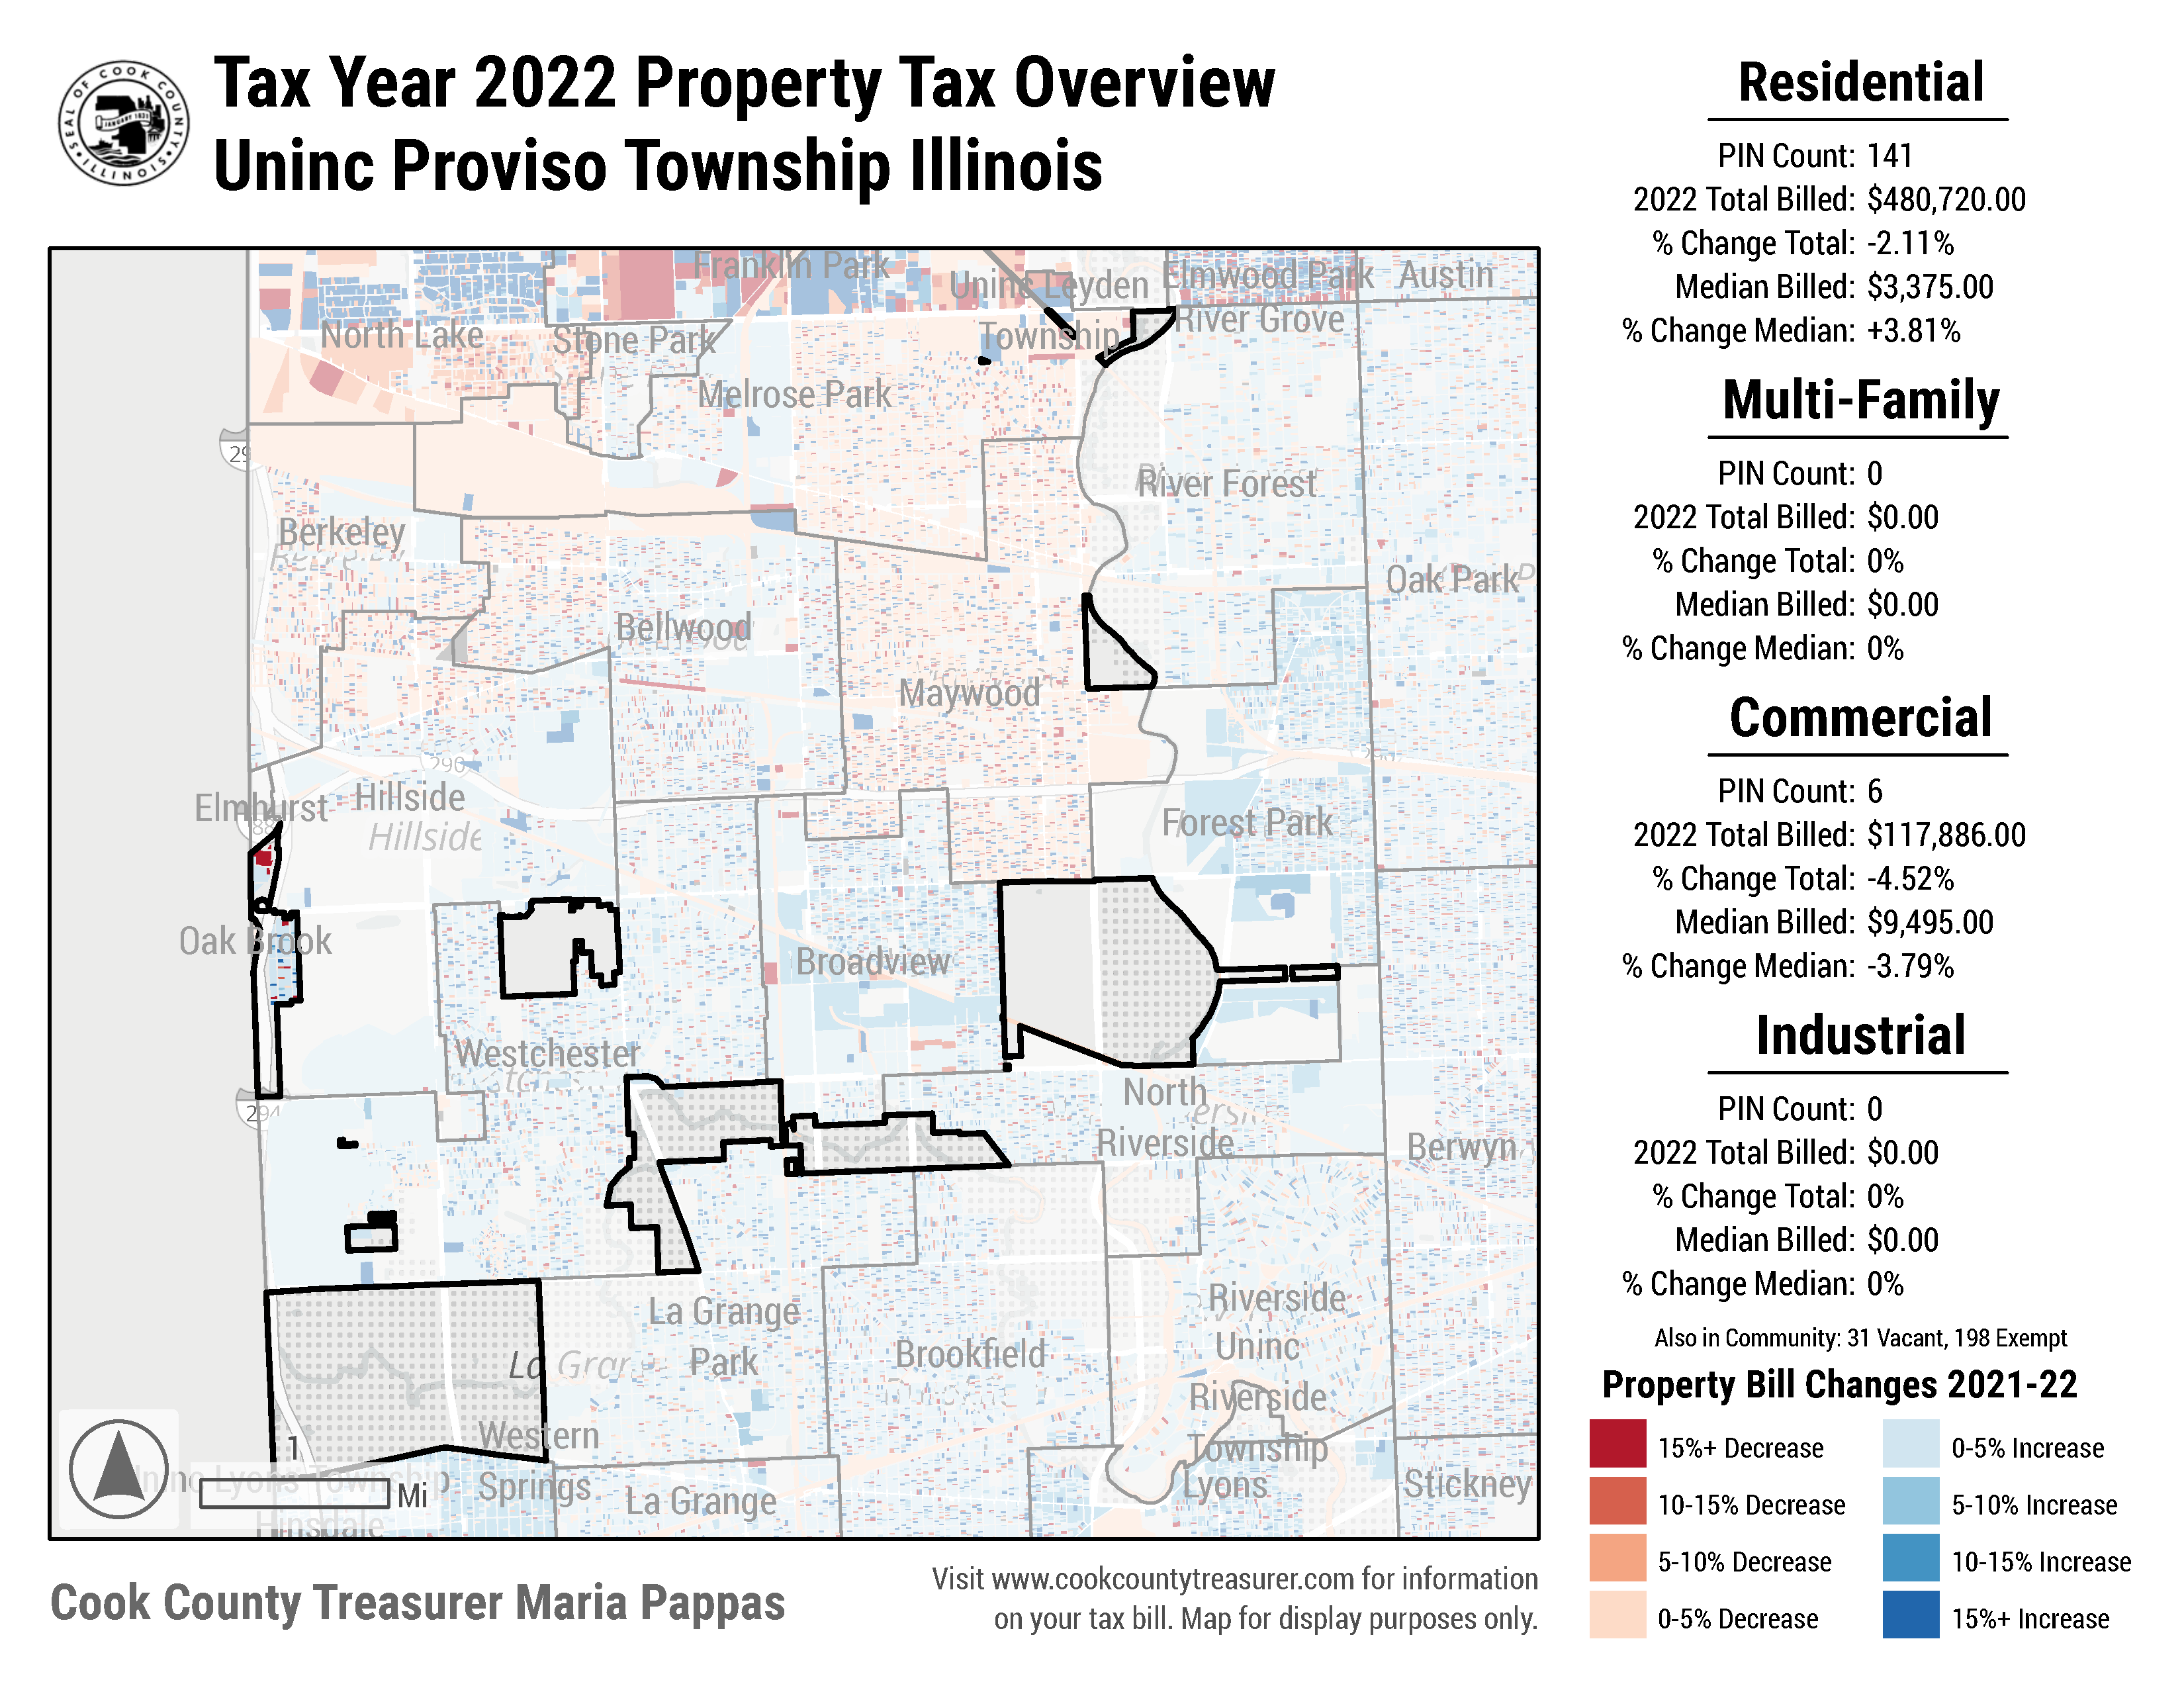 SEAL OF COOK COUNTY
ILLINOIS
JANUARY 1831
Tax Year 2022 Property Tax Overview
Uninc Proviso Township Illinois
Franklin Park
Uninc Leyden
Township
Elmwood Park
Austin
North Lake
Stone Park
River Grove
Melrose Park
29
River Forest
Berkeley
Oak Park
Bellwood
Maywood
290
Elmhurst
Hillside
Hillside
Forest Park
Oak Brook
Broadview
Westchester
294
North
Riverside
Berwyn
La Grange
Park
Riverside
Brookfield
Uninc
Riverside
Township
Western
Springs
La Grange
Lyons
Stickney
Lyons Township
Hinsdale
1
Mi
Cook County Treasurer Maria Pappas
Visit www.cookcountytreasurer.com for information
on your tax bill. Map for display purposes only.
Residential
PIN Count: 141
2022 Total Billed: $480,720.00
% Change Total: -2.11%
Median Billed: $3,375.00
% Change Median: +3.81%
Multi-Family
PIN Count: 0
2022 Total Billed: $0.00
% Change Total: 0%
Median Billed: $0.00
% Change Median: 0%
Commercial
PIN Count: 6
2022 Total Billed: $117,886.00
% Change Total: -4.52%
Median Billed: $9,495.00
% Change Median: -3.79%
Industrial
PIN Count: 0
2022 Total Billed: $0.00
% Change Total: 0%
Median Billed: $0.00
% Change Median: 0%
Also in Community: 31 Vacant, 198 Exempt
Property Bill Changes 2021-22
15%+ Decrease
10-15% Decrease
5-10% Decrease
0-5% Decrease
0-5% Increase
5-10% Increase
10-15% Increase
15%+ Increase